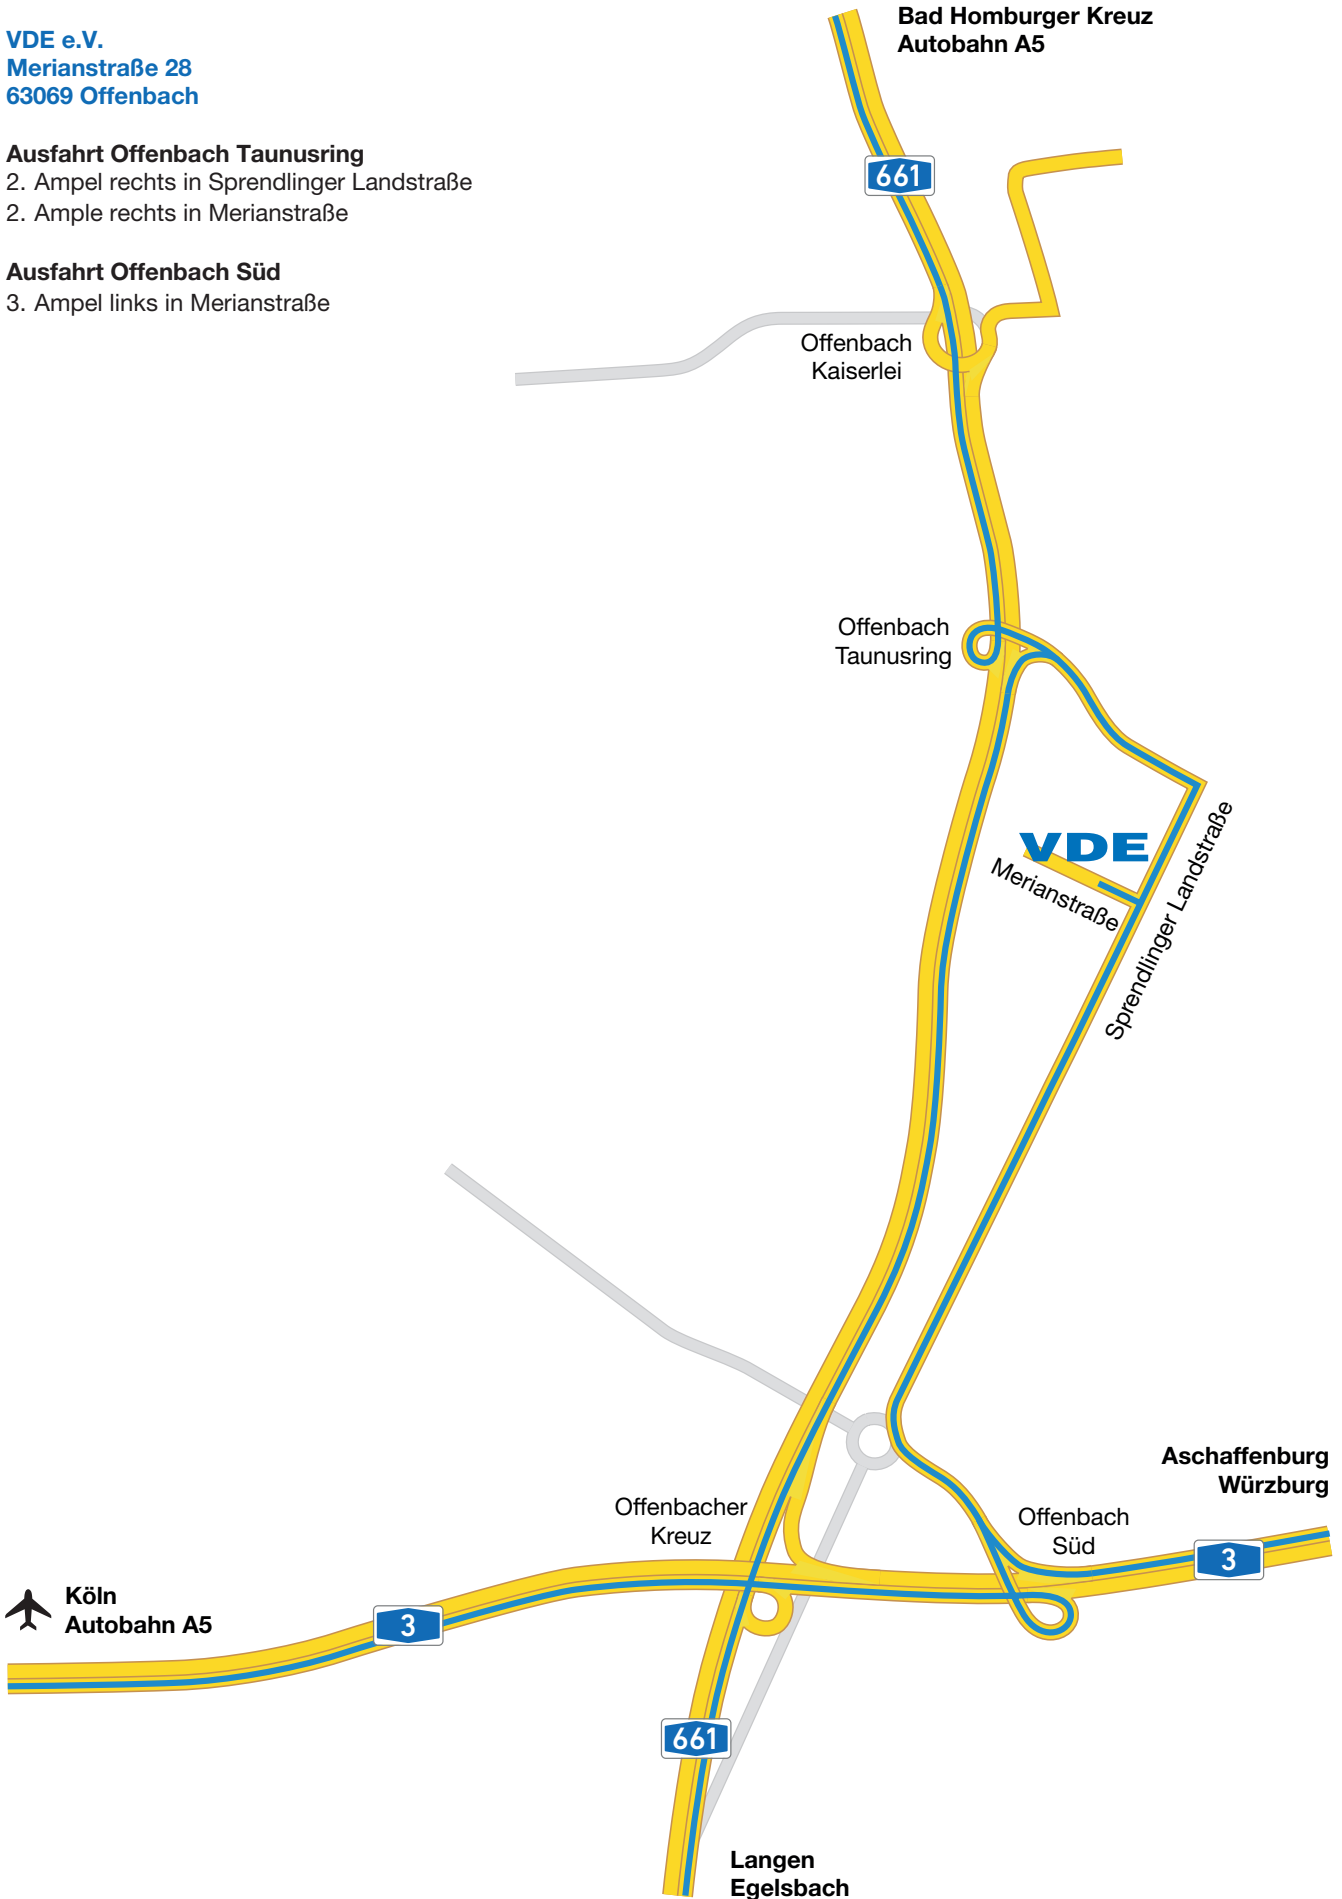 VDE e.V.
Merianstraße 28
63069 Offenbach
Ausfahrt Offenbach Taunusring
2. Ampel rechts in Sprendlinger Landstraße
2. Ample rechts in Merianstraße
Ausfahrt Offenbach Süd
3. Ampel links in Merianstraße
Bad Homburger Kreuz
Autobahn A5
661
Offenbach
Kaiserlei
Offenbach
Taunusring
VDE
Merianstraße
Sprendlinger Landstraße
Aschaffenburg
Würzburg
Offenbacher
Kreuz
Offenbach
Süd
3
Köln
Autobahn A5
3
661
Langen
Egelsbach